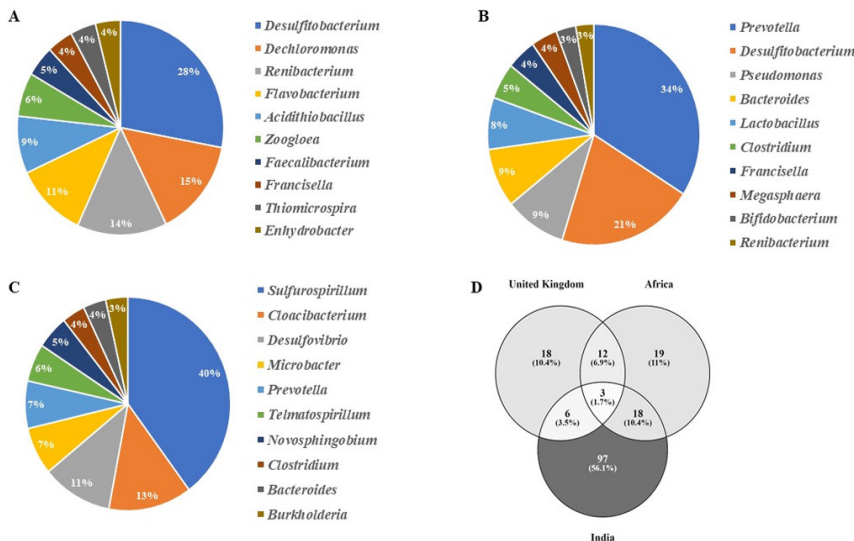 A
4%
4%
4%
5%
6%
9%
11%
14%
15%
28%
Desulfitobacterium
Dechloromonas
Renibacterium
Flavobacterium
Acidithiobacillus
Zoogloea
Faecalibacterium
Francisella
Thiomicrospira
Enhydrobacter
B
3%
3%
4%
4%
5%
8%
9%
9%
21%
34%
Prevotella
Desulfitobacterium
Pseudomonas
Bacteroides
Lactobacillus
Clostridium
Francisella
Megasphaera
Bifidobacterium
Renibacterium
C
3%
4%
4%
5%
6%
7%
7%
11%
13%
40%
Sulfurospirillum
Cloacibacterium
Desulfovibrio
Microbacter
Prevotella
Telmatospirillum
Novosphingobium
Clostridium
Bacteroides
Burkholderia
D
United Kingdom Africa
18 12 19
(10.4%) (6.9%) (11%)
3
(1.7%)
6 18
(3.5%) (10.4%)
97
(56.1%)
India